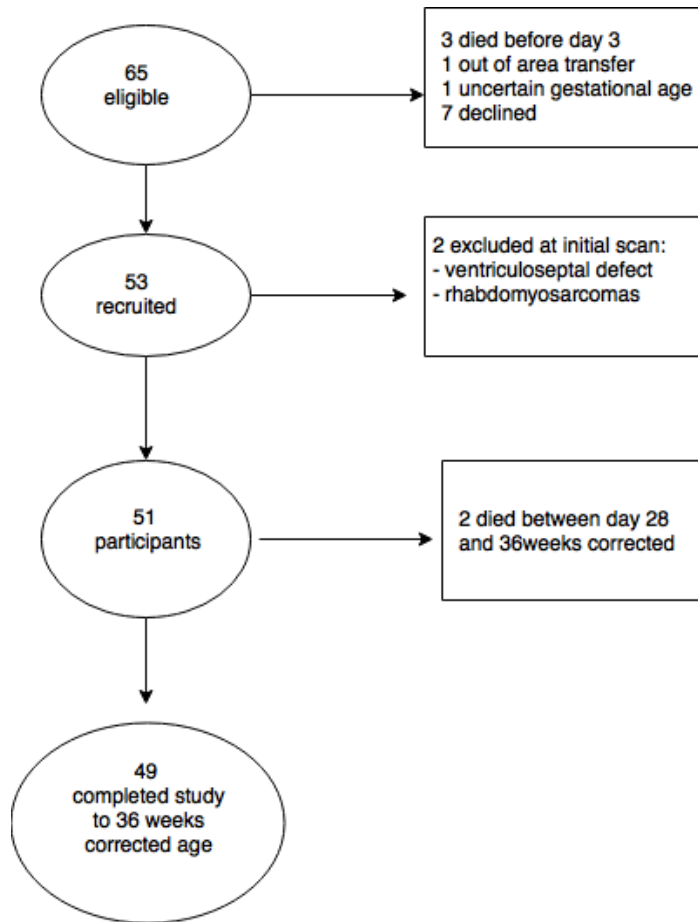 65
eligible
3 died before day 3
1 out of area transfer
1 uncertain gestational age
7 declined
53
recruited
2 excluded at initial scan:
- ventriculoseptal defect
- rhabdomyosarcomas
51
participants
2 died between day 28
and 36weeks corrected
49
completed study
to 36 weeks
corrected age